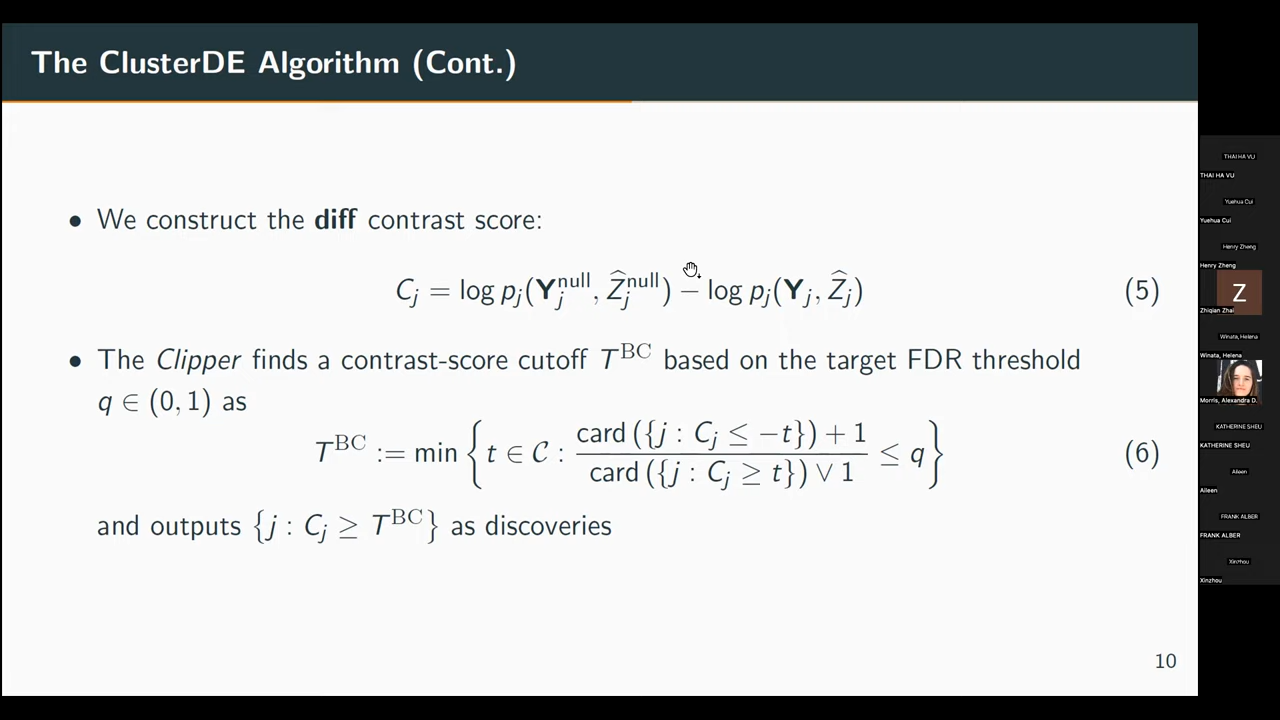 The ClusterDE Algorithm (Cont.)
• We construct the diff contrast score:
C_j = log p_j(Y_j^null, Ẑ_j^null) − log p_j(Y_j, Ẑ_j) (5)
• The Clipper finds a contrast-score cutoff T^BC based on the target FDR threshold
q ∈ (0, 1) as
T^BC := min { t ∈ C : card ({j : C_j ≤ −t}) + 1 / card ({j : C_j ≥ t}) ∨ 1 ≤ q } (6)
and outputs {j : C_j ≥ T^BC} as discoveries
10
THAI HA VU
THAI HA VU
Yuehua Cui
Yuehua Cui
Henry Zheng
Henry Zheng
Z
Zhiqian Zhai
Winata, Helena
Winata, Helena
Morris, Alexandra D.
KATHERINE SHEU
KATHERINE SHEU
Aileen
Aileen
FRANK ALBER
FRANK ALBER
Xinzhou
Xinzhou